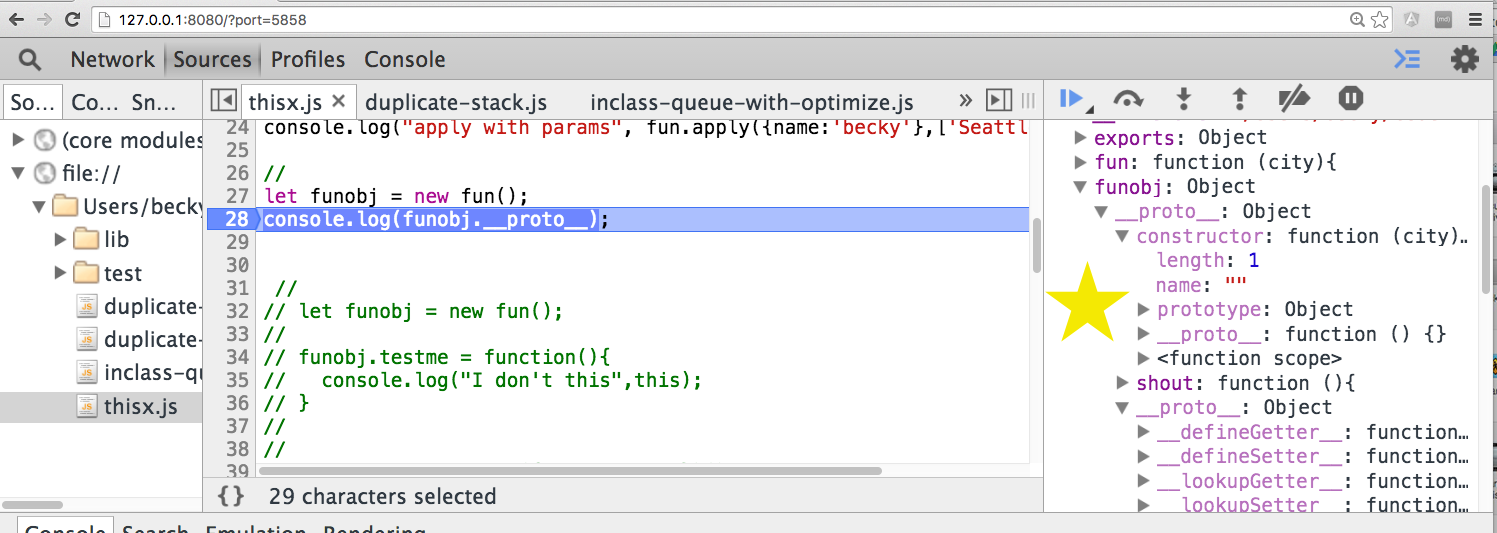 127.0.0.1:8080/?port=5858
Network Sources Profiles Console
So... Co... Sn...
thisx.js × duplicate-stack.js inclass-queue-with-optimize.js »
(core modules
file://
Users/becky
lib
test
duplicate-
duplicate-
inclass-qu
thisx.js
24 console.log("apply with params", fun.apply({name:'becky'},['Seattl
25
26 //
27 let funobj = new fun();
28 console.log(funobj.__proto__);
29
30
31 //
32 // let funobj = new fun();
33 //
34 // funobj.testme = function(){
35 //   console.log("I don't this",this);
36 // }
37 //
38 //
39
{} 29 characters selected
exports: Object
fun: function (city){
funobj: Object
__proto__: Object
constructor: function (city)…
length: 1
name: ""
prototype: Object
__proto__: function () {}
<function scope>
shout: function (){
__proto__: Object
__defineGetter__: function…
__defineSetter__: function…
__lookupGetter__: function…
__lookupSetter__: function…
Console Search Emulation Rendering